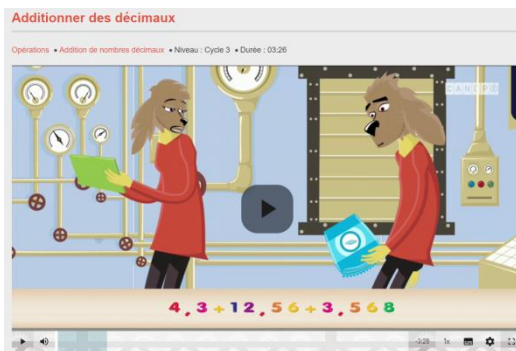 Additionner des décimaux
Opérations • Addition de nombres décimaux • Niveau : Cycle 3 • Durée : 03:26
CANOPÉ
4,3+12,56+3,568
-3:26 1x